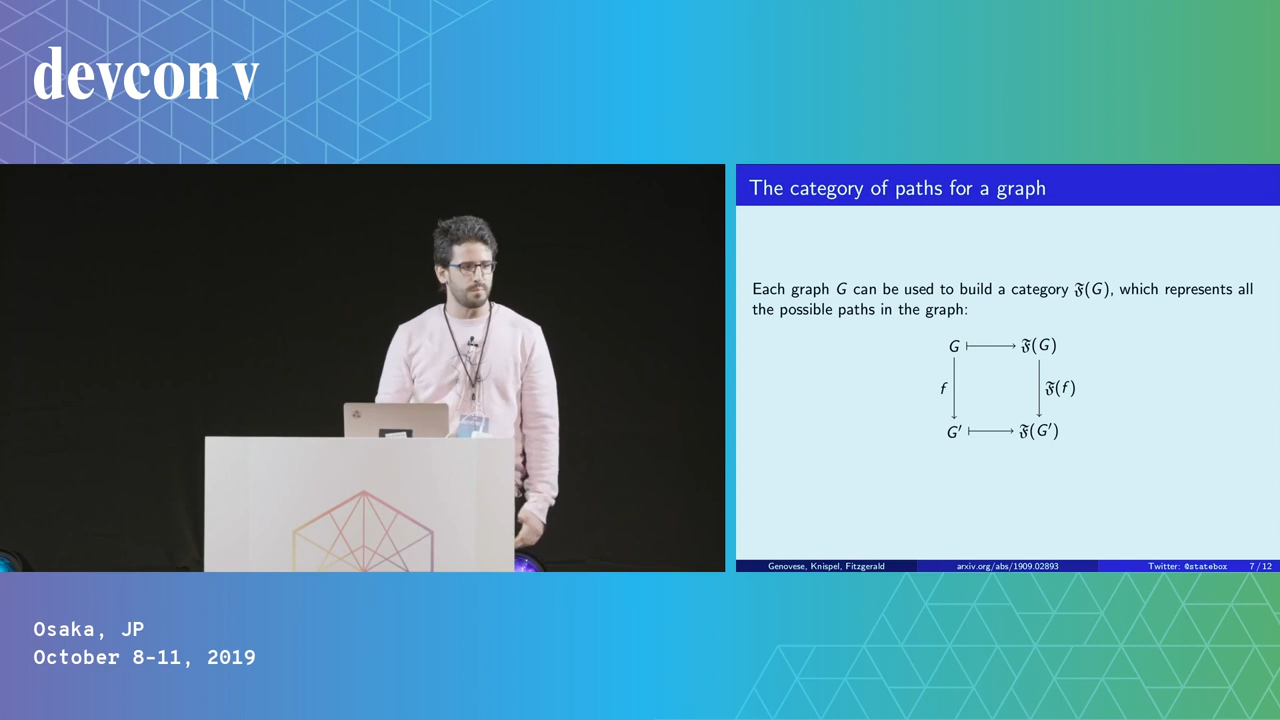 devcon v
The category of paths for a graph
Each graph G can be used to build a category 𝔉(G), which represents all
the possible paths in the graph:
G ⟼ 𝔉(G)
f 𝔉(f)
G′ ⟼ 𝔉(G′)
Genovese, Knispel, Fitzgerald arxiv.org/abs/1909.02893 Twitter: @statebox 7 / 12
Osaka, JP
October 8-11, 2019